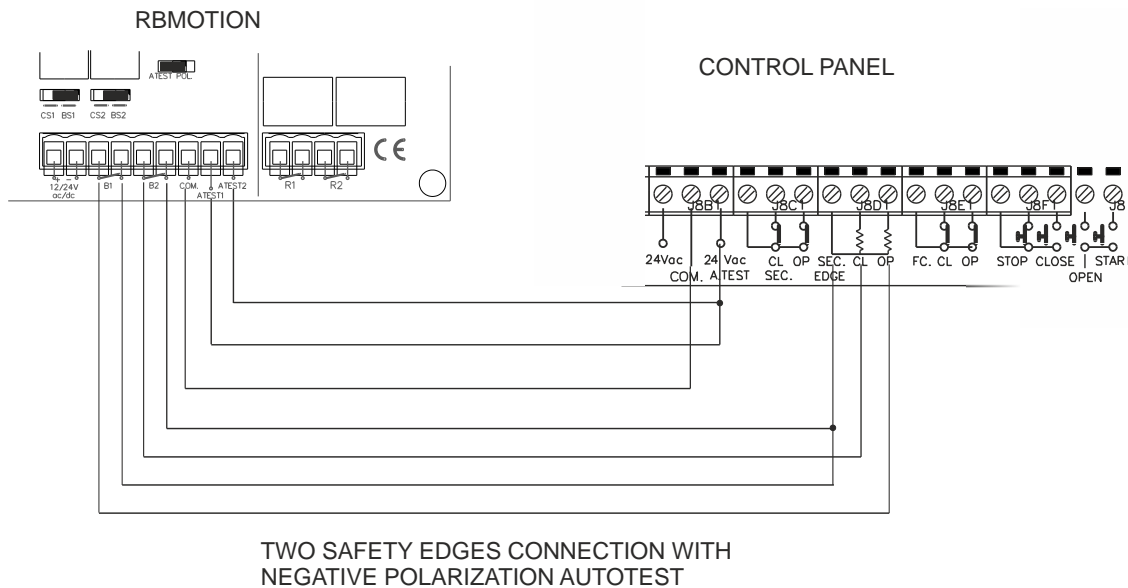 RBMOTION
CONTROL PANEL
ATEST POL.
CS1 BS1 CS2 BS2
CE
+ −
12/24V
ac/dc
B1 B2 COM. ATEST1 ATEST2
R1 R2
J8B1 J8C1 J8D1 J8E1 J8F1 J8
24Vac 24 Vac CL OP SEC. CL OP FC. CL OP STOP CLOSE STAR
COM. A.TEST SEC. EDGE OPEN
TWO SAFETY EDGES CONNECTION WITH
NEGATIVE POLARIZATION AUTOTEST